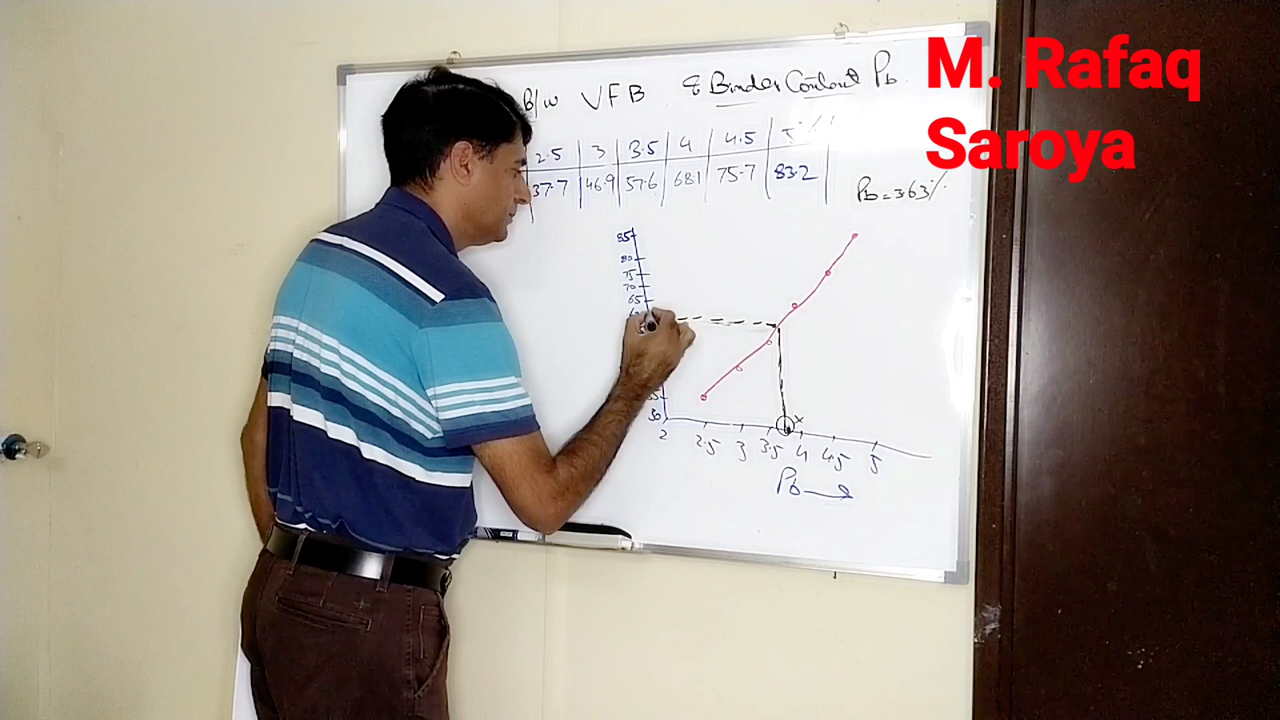 M. Rafaq
Saroya
B/w VFB & Binder Content Pb
2.5 3 3.5 4 4.5 5%
37.7 46.9 57.6 68.1 75.7 83.2
Pb=3.63%
85
80
75
70
65
30
2 2.5 3 3.5 4 4.5 5
x
Pb